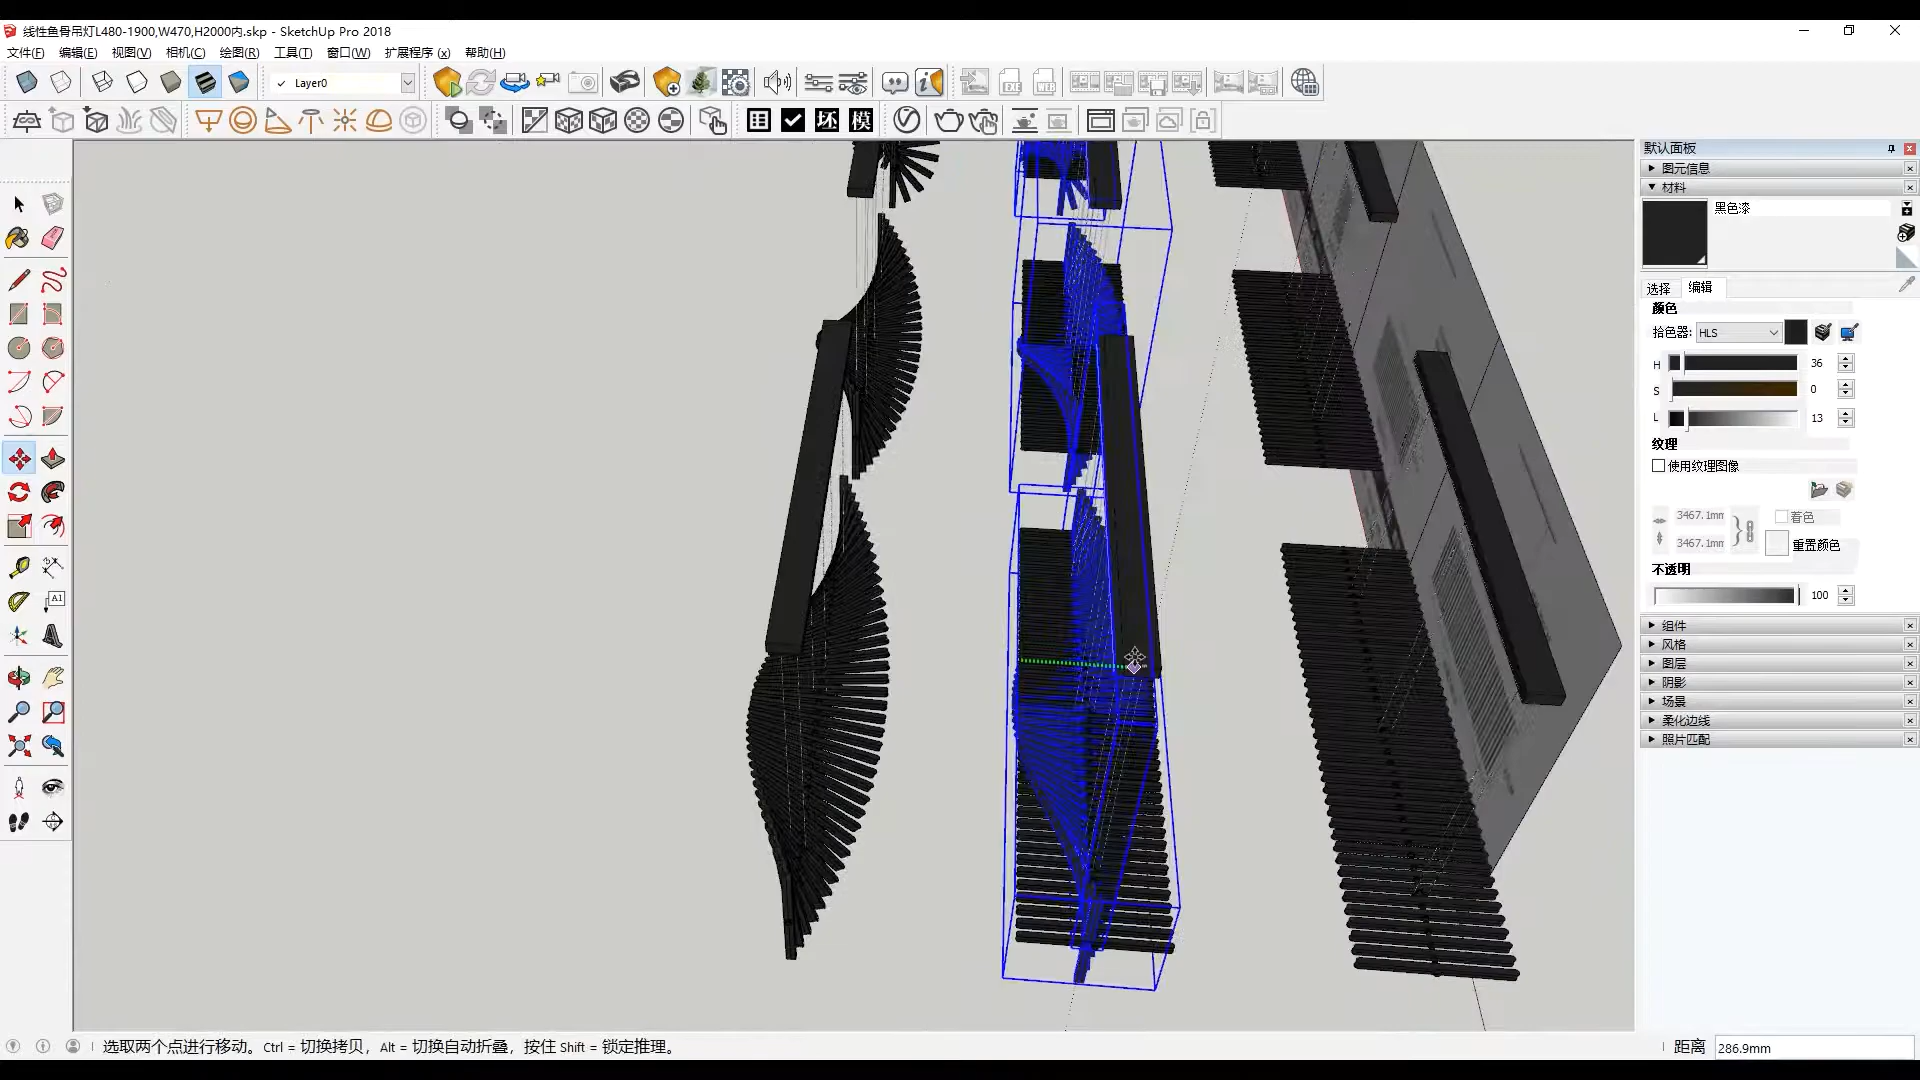 线性鱼骨吊灯L480-1900,W470,H2000内.skp - SketchUp Pro 2018
文件(F) 编辑(E) 视图(V) 相机(C) 绘图(R) 工具(T) 窗口(W) 扩展程序 (x) 帮助(H)
Layer0
坯 模
默认面板
图元信息
材料
黑色漆
选择 编辑
颜色
拾色器: HLS
H 36
S 0
L 13
纹理
使用纹理图像
3467.1mm 着色
3467.1mm 重置颜色
不透明
100
组件
风格
图层
阴影
场景
柔化边线
照片匹配
A1
选取两个点进行移动。Ctrl = 切换拷贝，Alt = 切换自动折叠，按住 Shift = 锁定推理。
距离 286.9mm